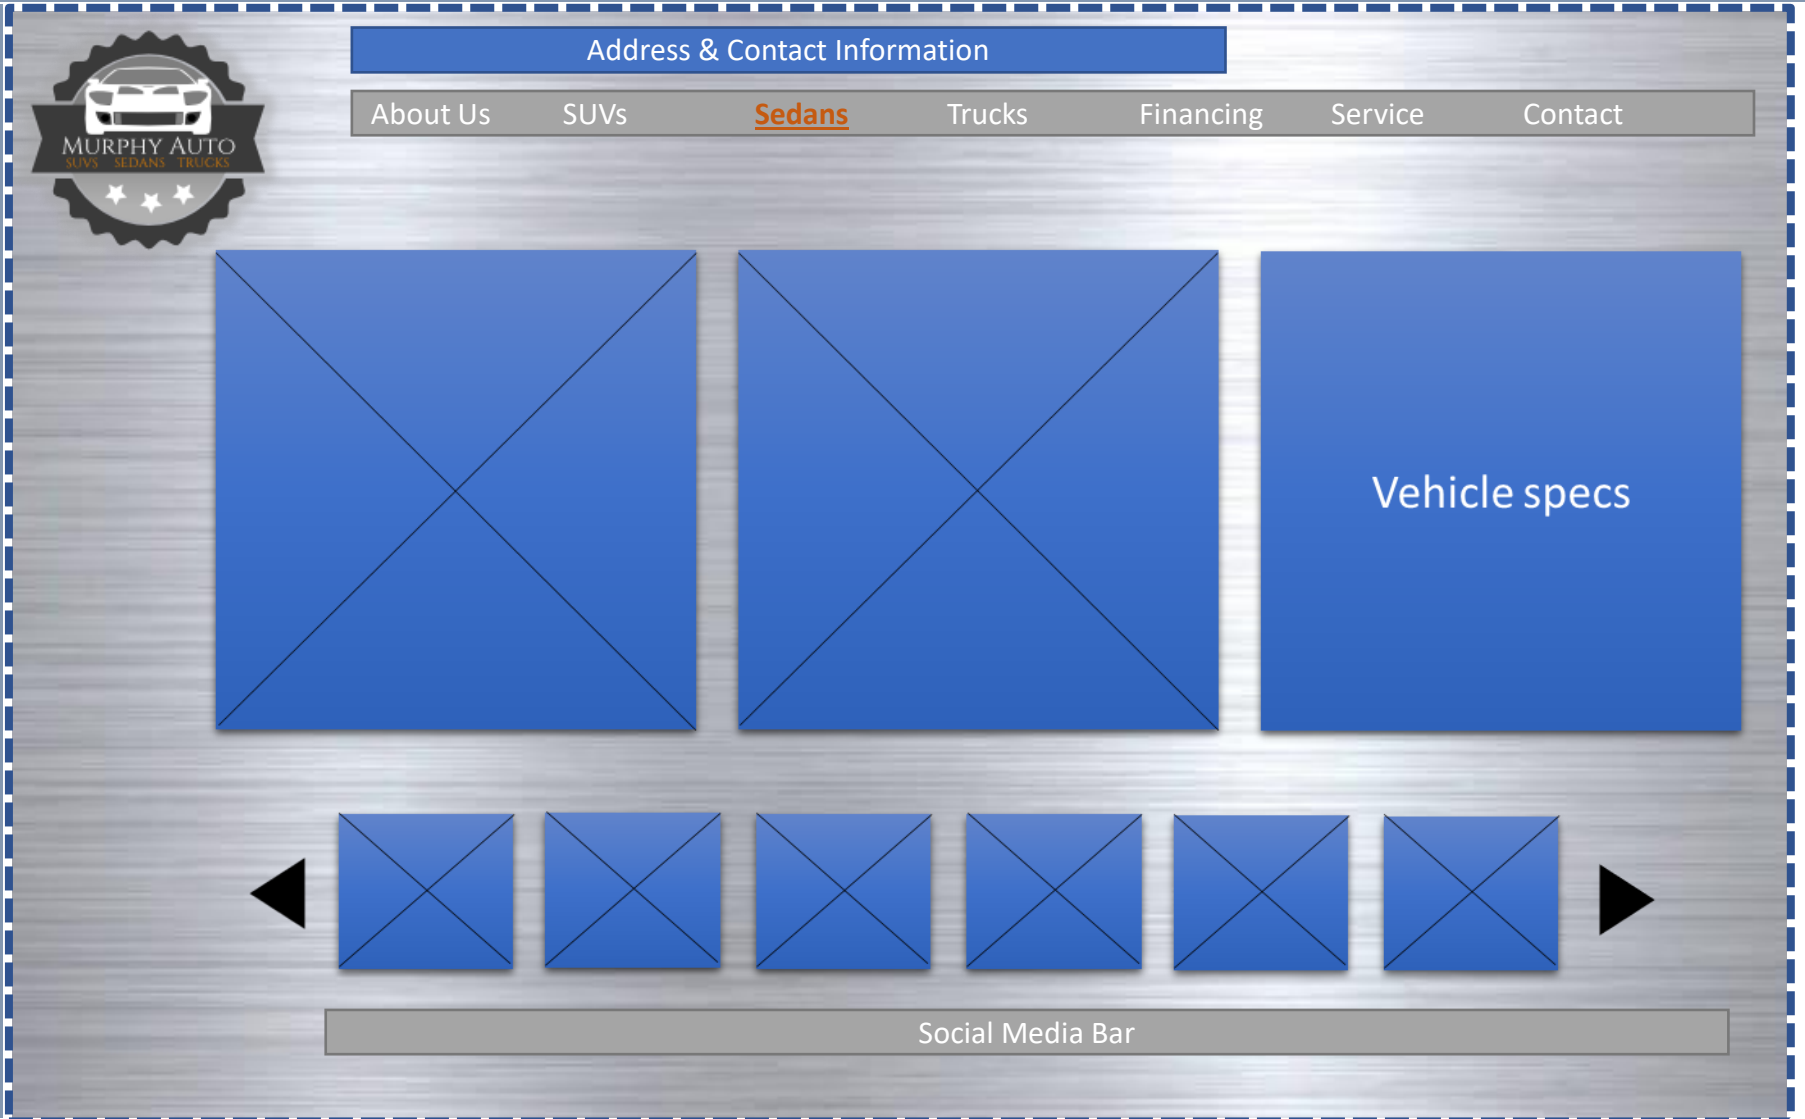 Address & Contact Information
About Us SUVs Sedans Trucks Financing Service Contact
MURPHY AUTO
SUVS SEDANS TRUCKS
Vehicle specs
Social Media Bar